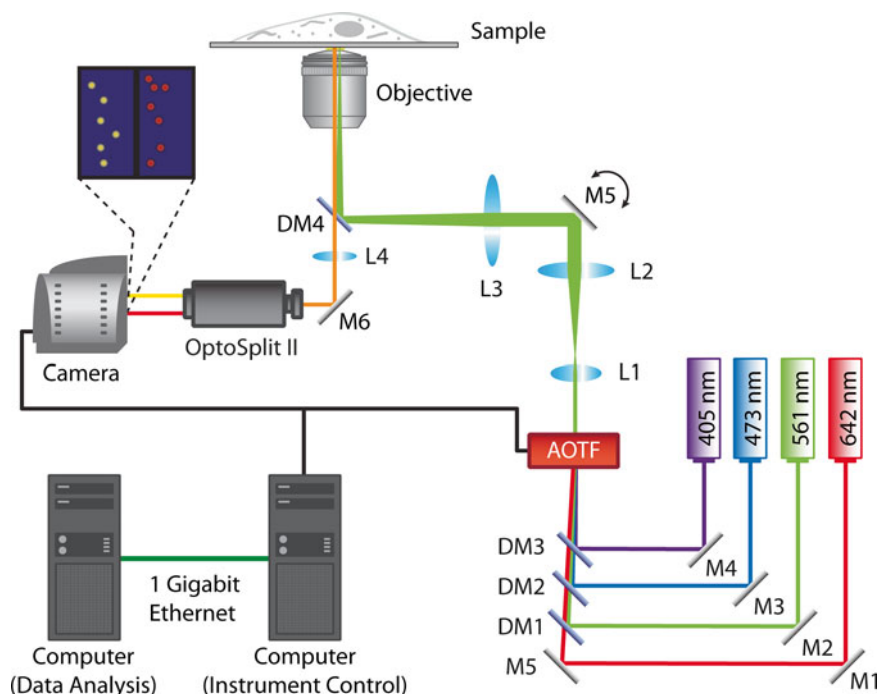 Sample
Objective
M5
DM4
L4
L3
L2
M6
OptoSplit II
Camera
L1
405 nm
473 nm
561 nm
642 nm
AOTF
DM3
M4
DM2
M3
1 Gigabit
Ethernet
DM1
M2
M5
M1
Computer
(Data Analysis)
Computer
(Instrument Control)